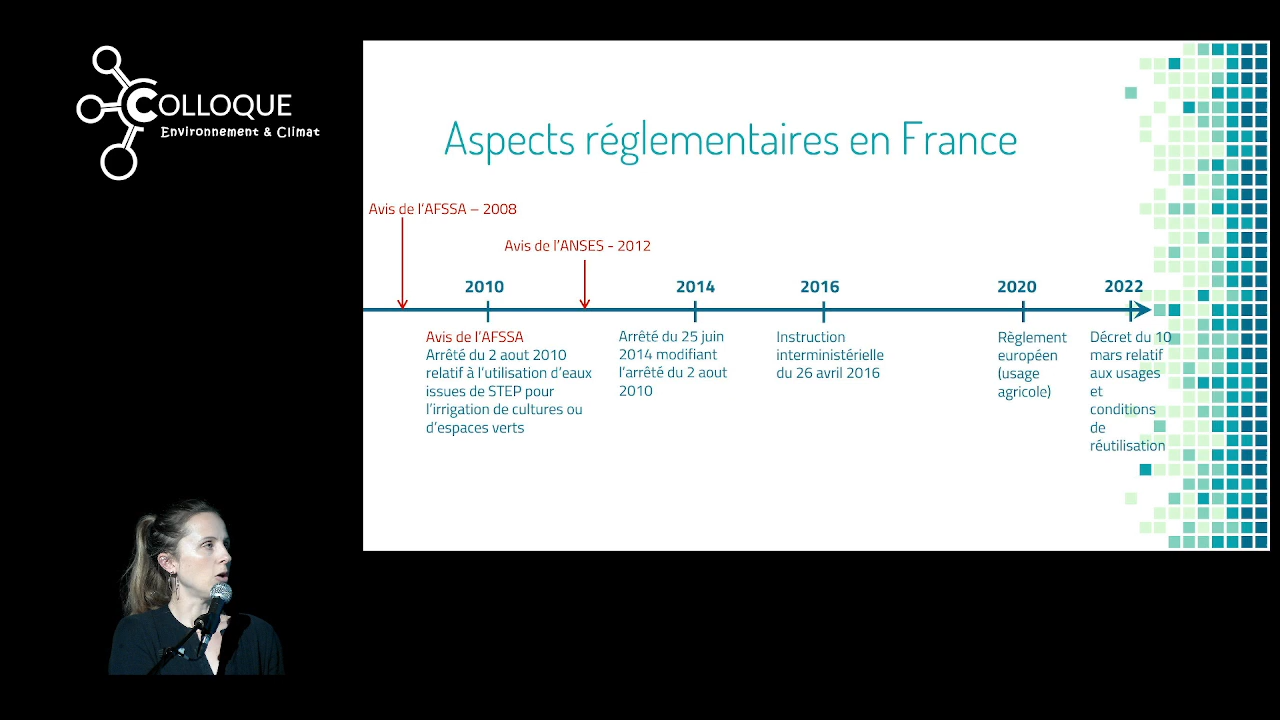 COLLOQUE
Environnement & Climat
Aspects réglementaires en France
Avis de l'AFSSA – 2008
Avis de l'ANSES - 2012
2010
2014
2016
2020
2022
Avis de l'AFSSA
Arrêté du 2 aout 2010
relatif à l'utilisation d'eaux
issues de STEP pour
l'irrigation de cultures ou
d'espaces verts
Arrêté du 25 juin
2014 modifiant
l'arrêté du 2 aout
2010
Instruction
interministérielle
du 26 avril 2016
Règlement
européen
(usage
agricole)
Décret du 10
mars relatif
aux usages
et
conditions
de
réutilisation